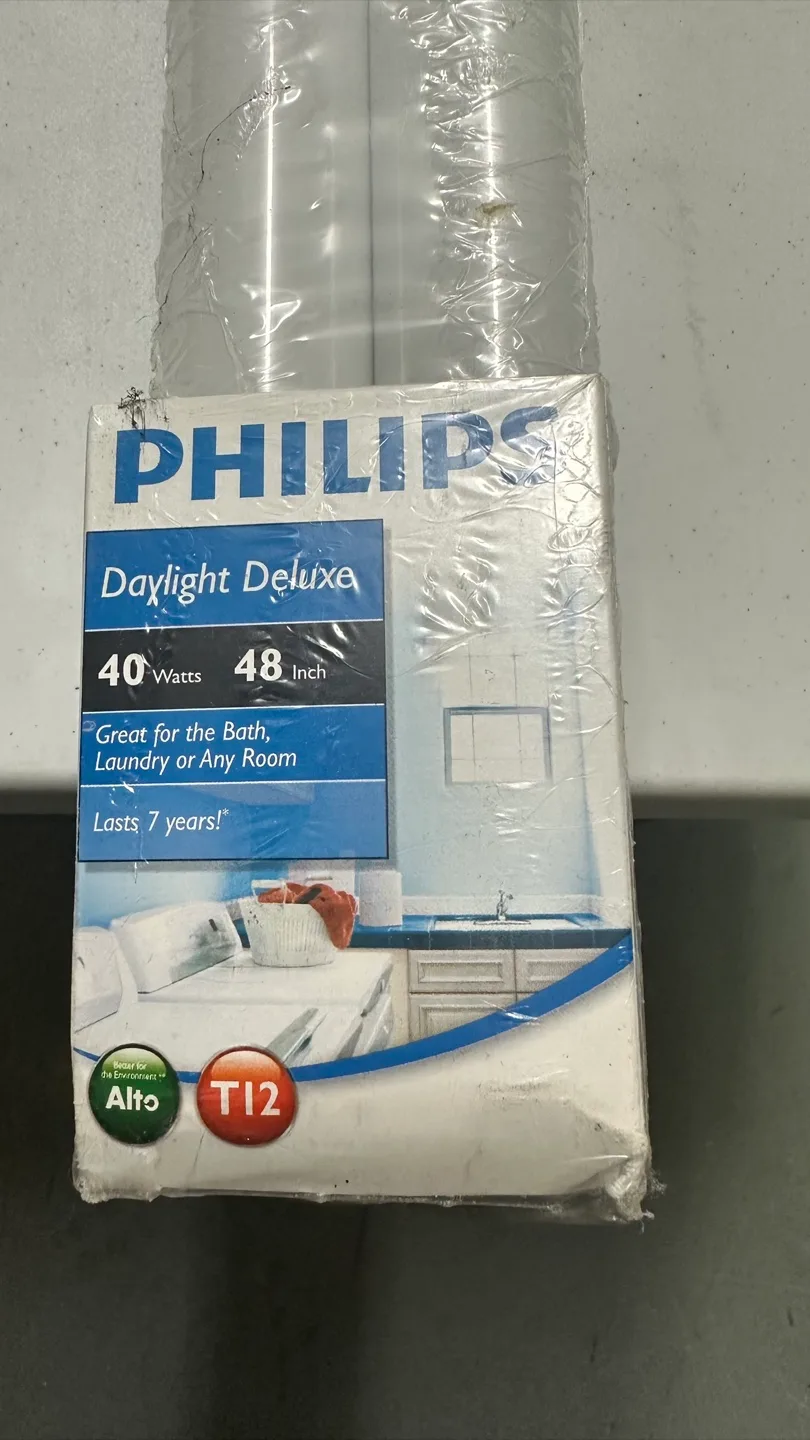 PHILIPS
Daylight Deluxe
40 Watts 48 Inch
Great for the Bath,
Laundry or Any Room
Lasts 7 years!*
Better for
the Environment**
Alto
T12